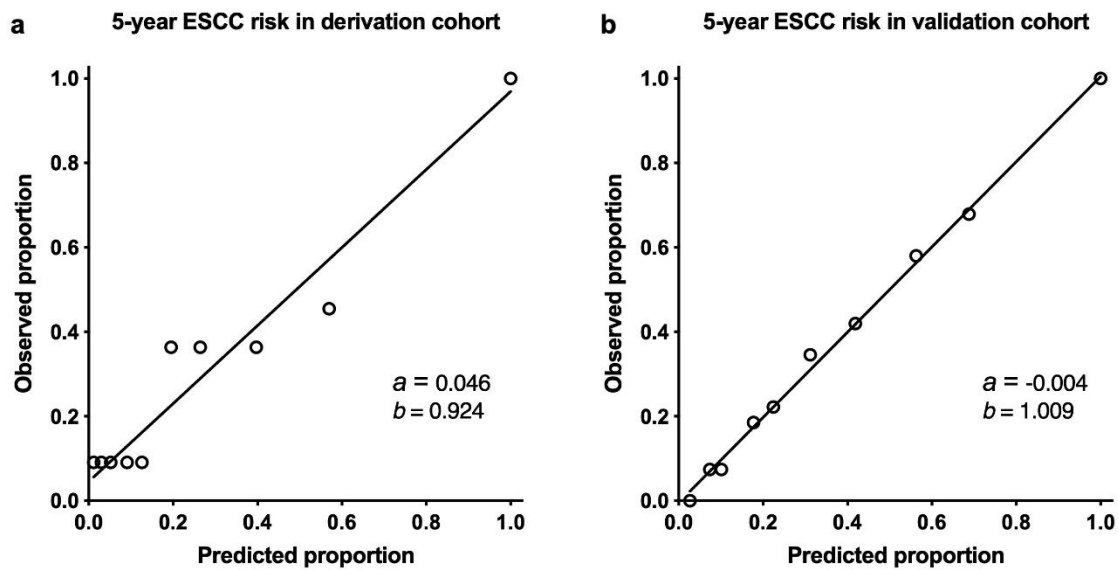 a
5-year ESCC risk in derivation cohort
Observed proportion
1.0
0.8
0.6
0.4
0.2
0.0
a = 0.046
b = 0.924
0.0 0.2 0.4 0.6 0.8 1.0
Predicted proportion
b
5-year ESCC risk in validation cohort
Observed proportion
1.0
0.8
0.6
0.4
0.2
0.0
a = -0.004
b = 1.009
0.0 0.2 0.4 0.6 0.8 1.0
Predicted proportion